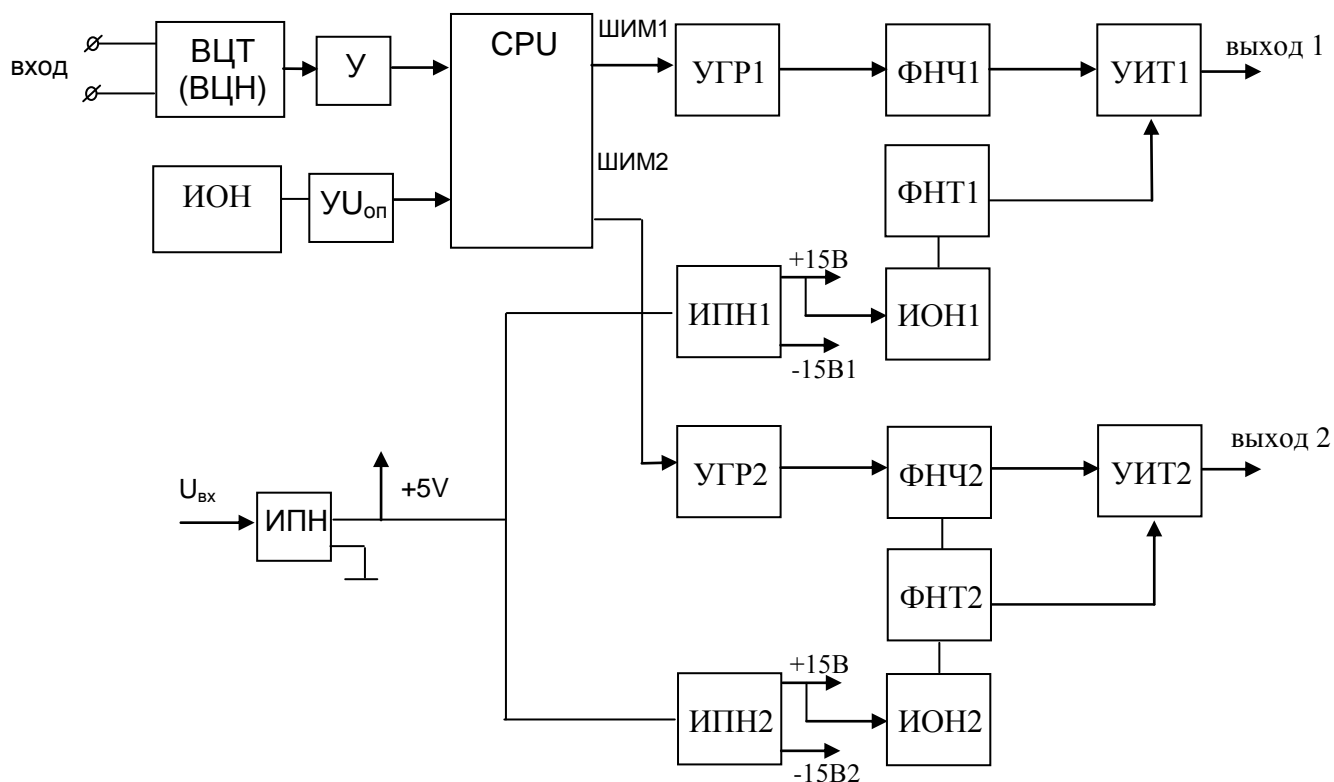 вход
ВЦТ
(ВЦН)
У
CPU
ШИМ1
УГР1
ФНЧ1
УИТ1
выход 1
ИОН
УUоп
ШИМ2
ФНТ1
ИПН1
+15В
-15В1
ИОН1
УГР2
ФНЧ2
УИТ2
выход 2
Uвх
ИПН
+5V
ФНТ2
ИПН2
+15В
-15В2
ИОН2